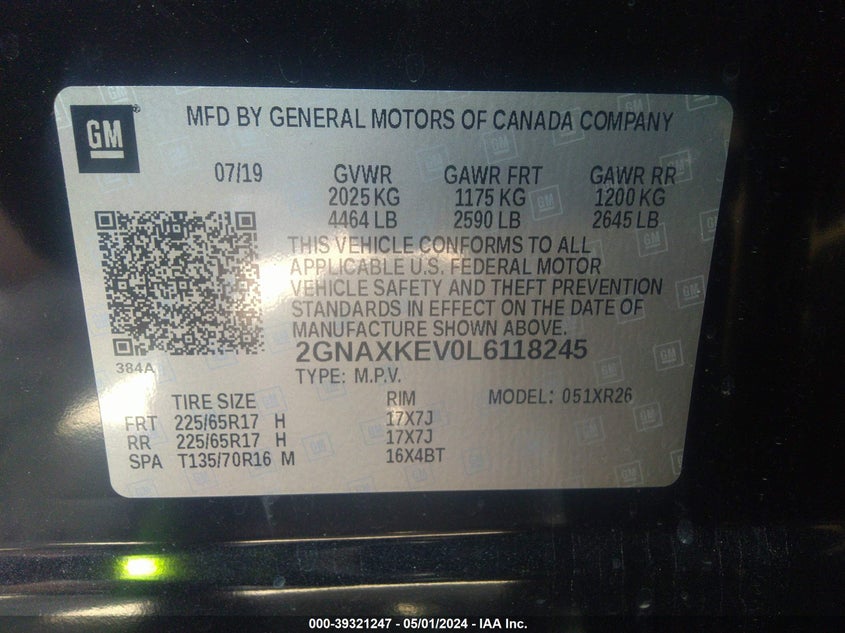 GM ®
MFD BY GENERAL MOTORS OF CANADA COMPANY
07/19 GVWR GAWR FRT GAWR RR
2025 KG 1175 KG 1200 KG
4464 LB 2590 LB 2645 LB
THIS VEHICLE CONFORMS TO ALL
APPLICABLE U.S. FEDERAL MOTOR
VEHICLE SAFETY AND THEFT PREVENTION
STANDARDS IN EFFECT ON THE DATE OF
MANUFACTURE SHOWN ABOVE.
384A
2GNAXKEV0L6118245
TYPE: M.P.V.
TIRE SIZE RIM MODEL: 051XR26
FRT 225/65R17 H 17X7J
RR 225/65R17 H 17X7J
SPA T135/70R16 M 16X4BT
000-39321247 - 05/01/2024 - IAA Inc.